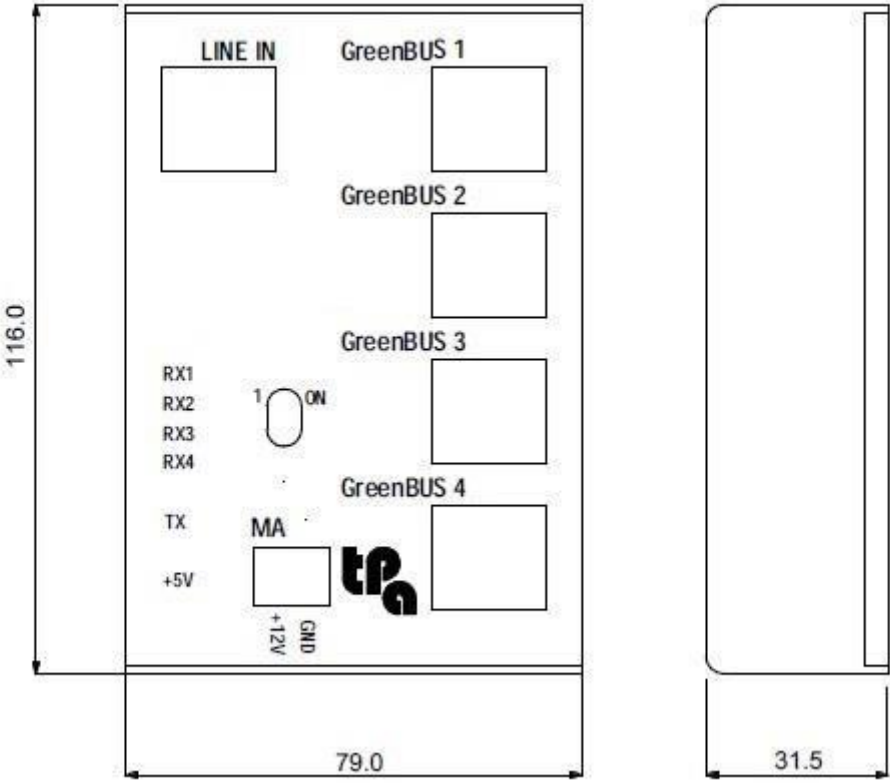 LINE IN
GreenBUS 1
GreenBUS 2
GreenBUS 3
116.0
RX1
RX2
RX3
RX4
1
ON
GreenBUS 4
TX
MA
+5V
tPa
+12V
GND
79.0
31.5